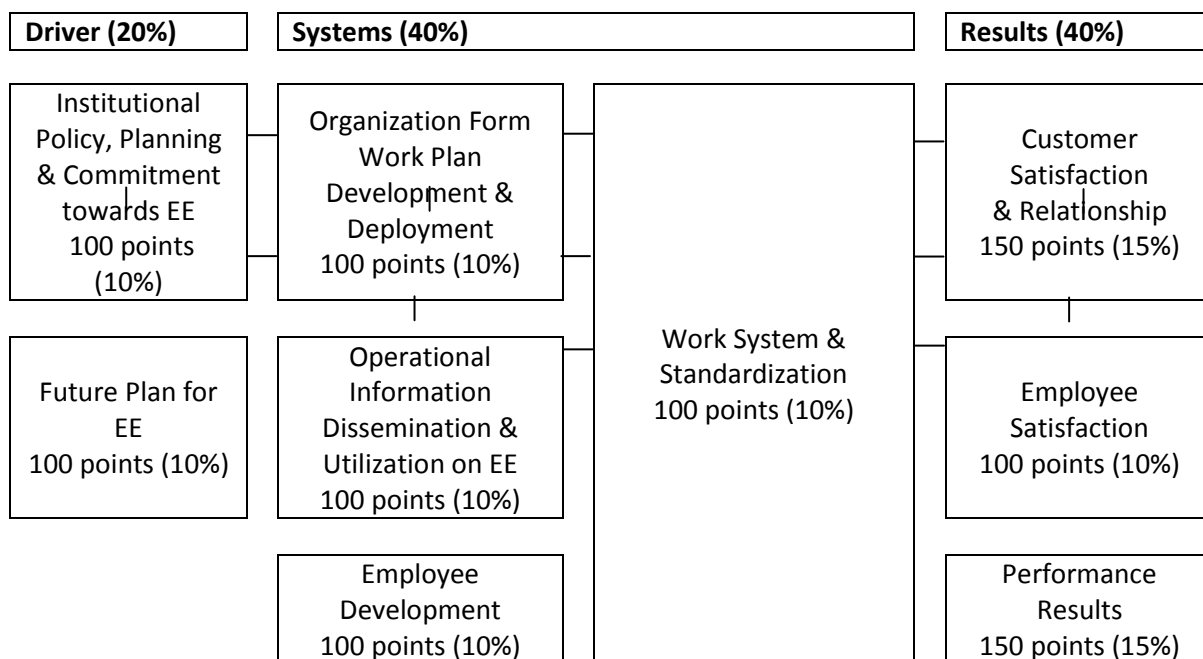 Driver (20%)
Systems (40%)
Results (40%)
Institutional
Policy, Planning
& Commitment
towards EE
100 points
(10%)
Future Plan for
EE
100 points (10%)
Organization Form
Work Plan
Development &
Deployment
100 points (10%)
Operational
Information
Dissemination &
Utilization on EE
100 points (10%)
Employee
Development
100 points (10%)
Work System &
Standardization
100 points (10%)
Customer
Satisfaction
& Relationship
150 points (15%)
Employee
Satisfaction
100 points (10%)
Performance
Results
150 points (15%)